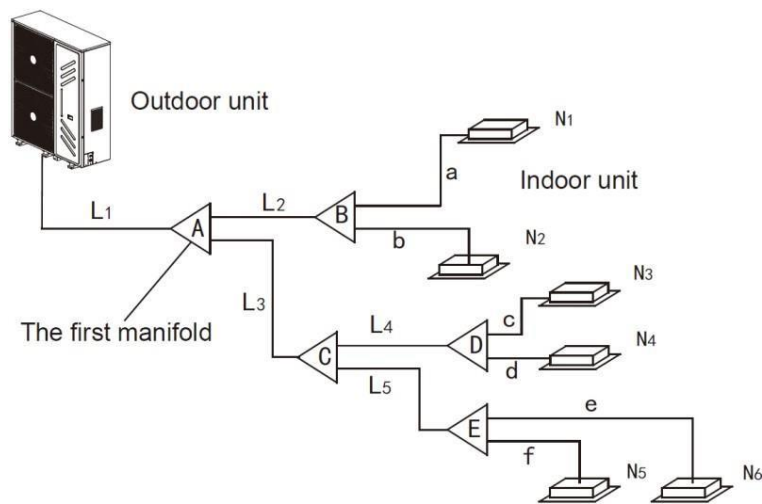 Outdoor unit
N1
a
Indoor unit
L1
L2
B
A
b
N2
N3
L3
c
The first manifold
L4
D
N4
C
d
L5
e
E
f
N5
N6